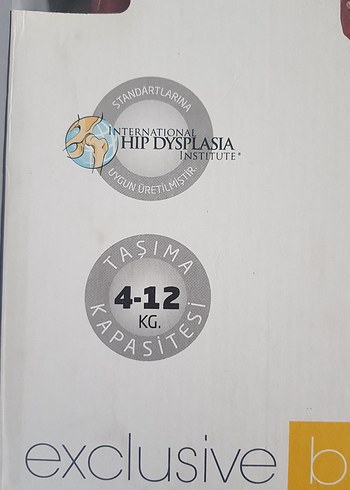 STANDARTLARINA
INTERNATIONAL
HIP DYSPLASIA
INSTITUTE®
UYGUN ÜRETİLMİŞTİR
TAŞIMA
4-12
KG.
KAPASİTESİ
exclusive b